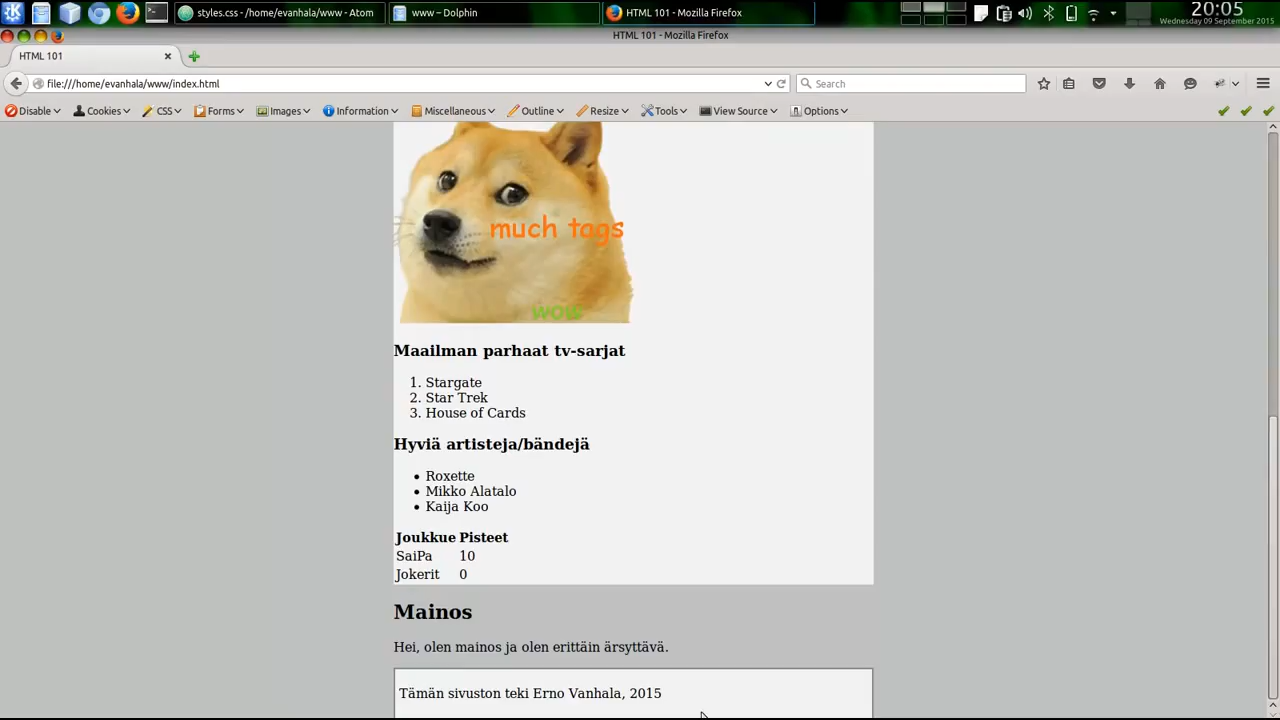 styles.css - /home/evanhala/www - Atom
www – Dolphin
HTML 101 - Mozilla Firefox
20:05
Wednesday 09 September 2015
HTML 101 - Mozilla Firefox
HTML 101
file:///home/evanhala/www/index.html
Search
Disable Cookies CSS Forms Images Information Miscellaneous Outline Resize Tools View Source Options
much tags
wow
Maailman parhaat tv-sarjat
1. Stargate
2. Star Trek
3. House of Cards
Hyviä artisteja/bändejä
• Roxette
• Mikko Alatalo
• Kaija Koo
Joukkue Pisteet
SaiPa 10
Jokerit 0
Mainos
Hei, olen mainos ja olen erittäin ärsyttävä.
Tämän sivuston teki Erno Vanhala, 2015